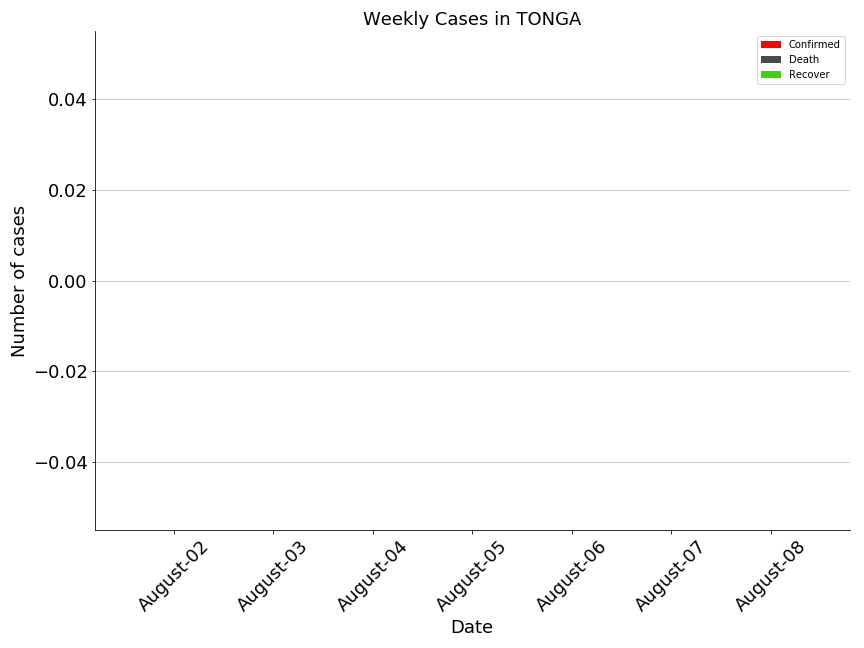 Weekly Cases in TONGA
Confirmed
Death
Recover
Number of cases
0.04
0.02
0.00
−0.02
−0.04
August-02
August-03
August-04
August-05
August-06
August-07
August-08
Date